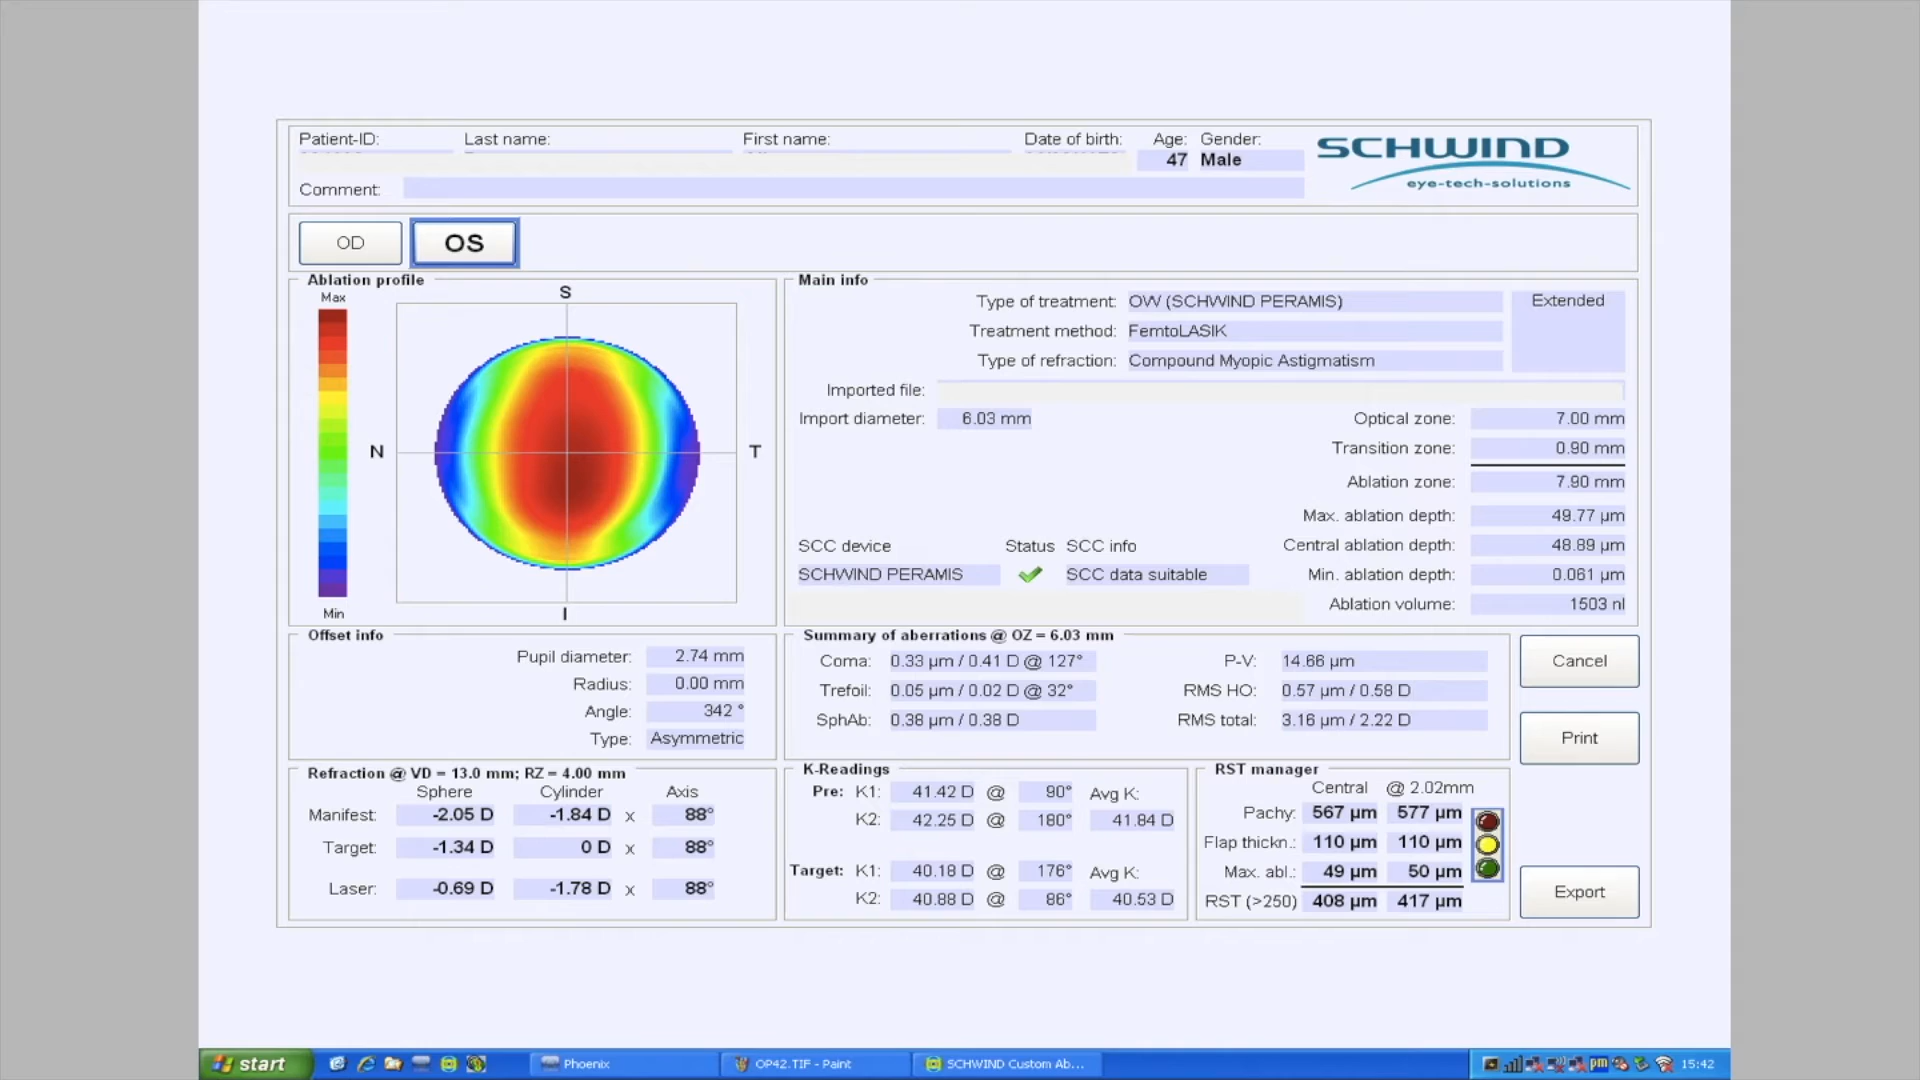 Patient-ID: Last name: First name: Date of birth: Age: Gender:
47 Male
SCHWIND
eye-tech-solutions
Comment:
OD OS
Ablation profile
Max
S
N
T
Min
I
Main info
Type of treatment: OW (SCHWIND PERAMIS) Extended
Treatment method: FemtoLASIK
Type of refraction: Compound Myopic Astigmatism
Imported file:
Import diameter: 6.03 mm
Optical zone: 7.00 mm
Transition zone: 0.90 mm
Ablation zone: 7.90 mm
Max. ablation depth: 49.77 µm
SCC device Status SCC info Central ablation depth: 48.89 µm
SCHWIND PERAMIS SCC data suitable Min. ablation depth: 0.061 µm
Ablation volume: 1503 nl
Offset info
Pupil diameter: 2.74 mm
Radius: 0.00 mm
Angle: 342 °
Type: Asymmetric
Summary of aberrations @ OZ = 6.03 mm
Coma: 0.33 µm / 0.41 D @ 127° P-V: 14.66 µm
Trefoil: 0.05 µm / 0.02 D @ 32° RMS HO: 0.57 µm / 0.58 D
SphAb: 0.38 µm / 0.38 D RMS total: 3.16 µm / 2.22 D
Cancel
Print
Refraction @ VD = 13.0 mm; RZ = 4.00 mm
Sphere Cylinder Axis
Manifest: -2.05 D -1.84 D x 88°
Target: -1.34 D 0 D x 88°
Laser: -0.69 D -1.78 D x 88°
K-Readings
Pre: K1: 41.42 D @ 90° Avg K:
K2: 42.25 D @ 180° 41.84 D
Target: K1: 40.18 D @ 176° Avg K:
K2: 40.88 D @ 86° 40.53 D
RST manager
Central @ 2.02mm
Pachy: 567 µm 577 µm
Flap thickn.: 110 µm 110 µm
Max. abl.: 49 µm 50 µm
RST (>250) 408 µm 417 µm
Export
start Phoenix OP42.TIF - Paint SCHWIND Custom Ab... pm 15:42